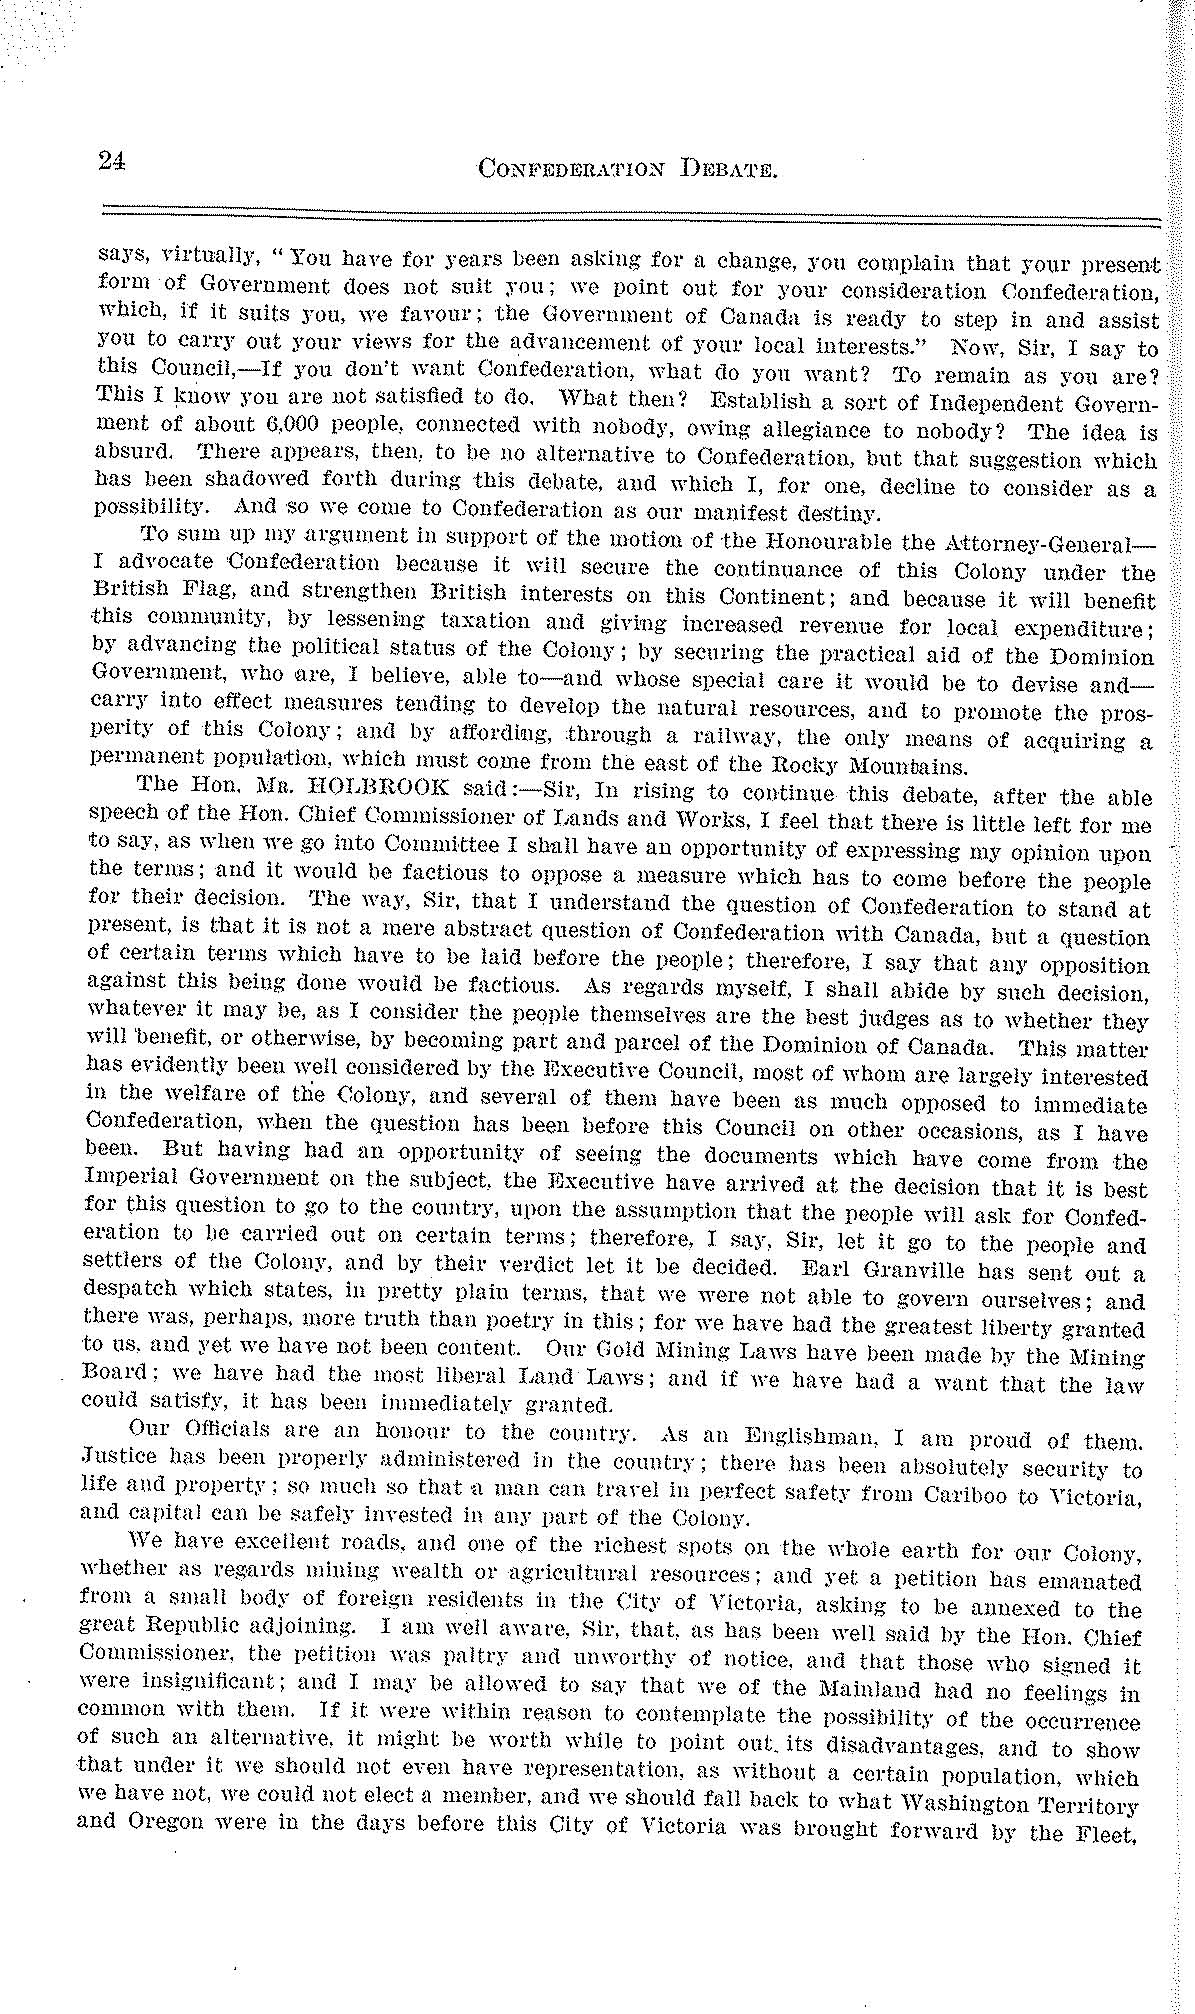 24
CONFEDERATION DEBATE.
says, virtually, "You have for years been asking for a change, you complain that your present
form of Government does not suit you; we point out for your consideration Confederation,
which, if it suits you, we favour; the Government of Canada is ready to step in and assist
you to carry out your views for the advancement of your local interests." Now, Sir, I say to
this Council,—If you don't want Confederation, what do you want? To remain as you are?
This I know you are not satisfied to do. What then? Establish a sort of Independent Govern-
ment of about 6,000 people, connected with nobody, owing allegiance to nobody? The idea is
absurd. There appears, then, to be no alternative to Confederation, but that suggestion which
has been shadowed forth during this debate, and which I, for one, decline to consider as a
possibility. And so we come to Confederation as our manifest destiny.
To sum up my argument in support of the motion of the Honourable the Attorney-General—
I advocate Confederation because it will secure the continuance of this Colony under the
British Flag, and strengthen British interests on this Continent; and because it will benefit
this community, by lessening taxation and giving increased revenue for local expenditure;
by advancing the political status of the Colony; by securing the practical aid of the Dominion
Government, who are, I believe, able to—and whose special care it would be to devise and—
carry into effect measures tending to develop the natural resources, and to promote the pros-
perity of this Colony; and by affording, through a railway, the only means of acquiring a
permanent population, which must come from the east of the Rocky Mountains.
The Hon. MR. HOLBROOK said:—Sir, In rising to continue this debate, after the able
speech of the Hon. Chief Commissioner of Lands and Works, I feel that there is little left for me
to say, as when we go into Committee I shall have an opportunity of expressing my opinion upon
the terms; and it would be factious to oppose a measure which has to come before the people
for their decision. The way, Sir, that I understand the question of Confederation to stand at
present, is that it is not a mere abstract question of Confederation with Canada, but a question
of certain terms which have to be laid before the people; therefore, I say that any opposition
against this being done would be factious. As regards myself, I shall abide by such decision,
whatever it may be, as I consider the people themselves are the best judges as to whether they
will benefit, or otherwise, by becoming part and parcel of the Dominion of Canada. This matter
has evidently been well considered by the Executive Council, most of whom are largely interested
in the welfare of the Colony, and several of them have been as much opposed to immediate
Confederation, when the question has been before this Council on other occasions, as I have
been. But having had an opportunity of seeing the documents which have come from the
Imperial Government on the subject, the Executive have arrived at the decision that it is best
for this question to go to the country, upon the assumption that the people will ask for Confed-
eration to be carried out on certain terms; therefore, I say, Sir, let it go to the people and
settlers of the Colony, and by their verdict let it be decided. Earl Granville has sent out a
despatch which states, in pretty plain terms, that we were not able to govern ourselves; and
there was, perhaps, more truth than poetry in this; for we have had the greatest liberty granted
to us, and yet we have not been content. Our Gold Mining Laws have been made by the Mining
Board; we have had the most liberal Land Laws; and if we have had a want that the law
could satisfy, it has been immediately granted.
Our Officials are an honour to the country. As an Englishman, I am proud of them.
Justice has been properly administered in the country; there has been absolutely security to
life and property; so much so that a man can travel in perfect safety from Cariboo to Victoria,
and capital can be safely invested in any part of the Colony.
We have excellent roads, and one of the richest spots on the whole earth for our Colony,
whether as regards mining wealth or agricultural resources; and yet a petition has emanated
from a small body of foreign residents in the City of Victoria, asking to be annexed to the
great Republic adjoining. I am well aware, Sir, that, as has been well said by the Hon. Chief
Commissioner, the petition was paltry and unworthy of notice, and that those who signed it
were insignificant; and I may be allowed to say that we of the Mainland had no feelings in
common with them. If it were within reason to contemplate the possibility of the occurrence
of such an alternative, it might be worth while to point out its disadvantages, and to show
that under it we should not even have representation, as without a certain population, which
we have not, we could not elect a member, and we should fall back to what Washington Territory
and Oregon were in the days before this City of Victoria was brought forward by the Fleet,